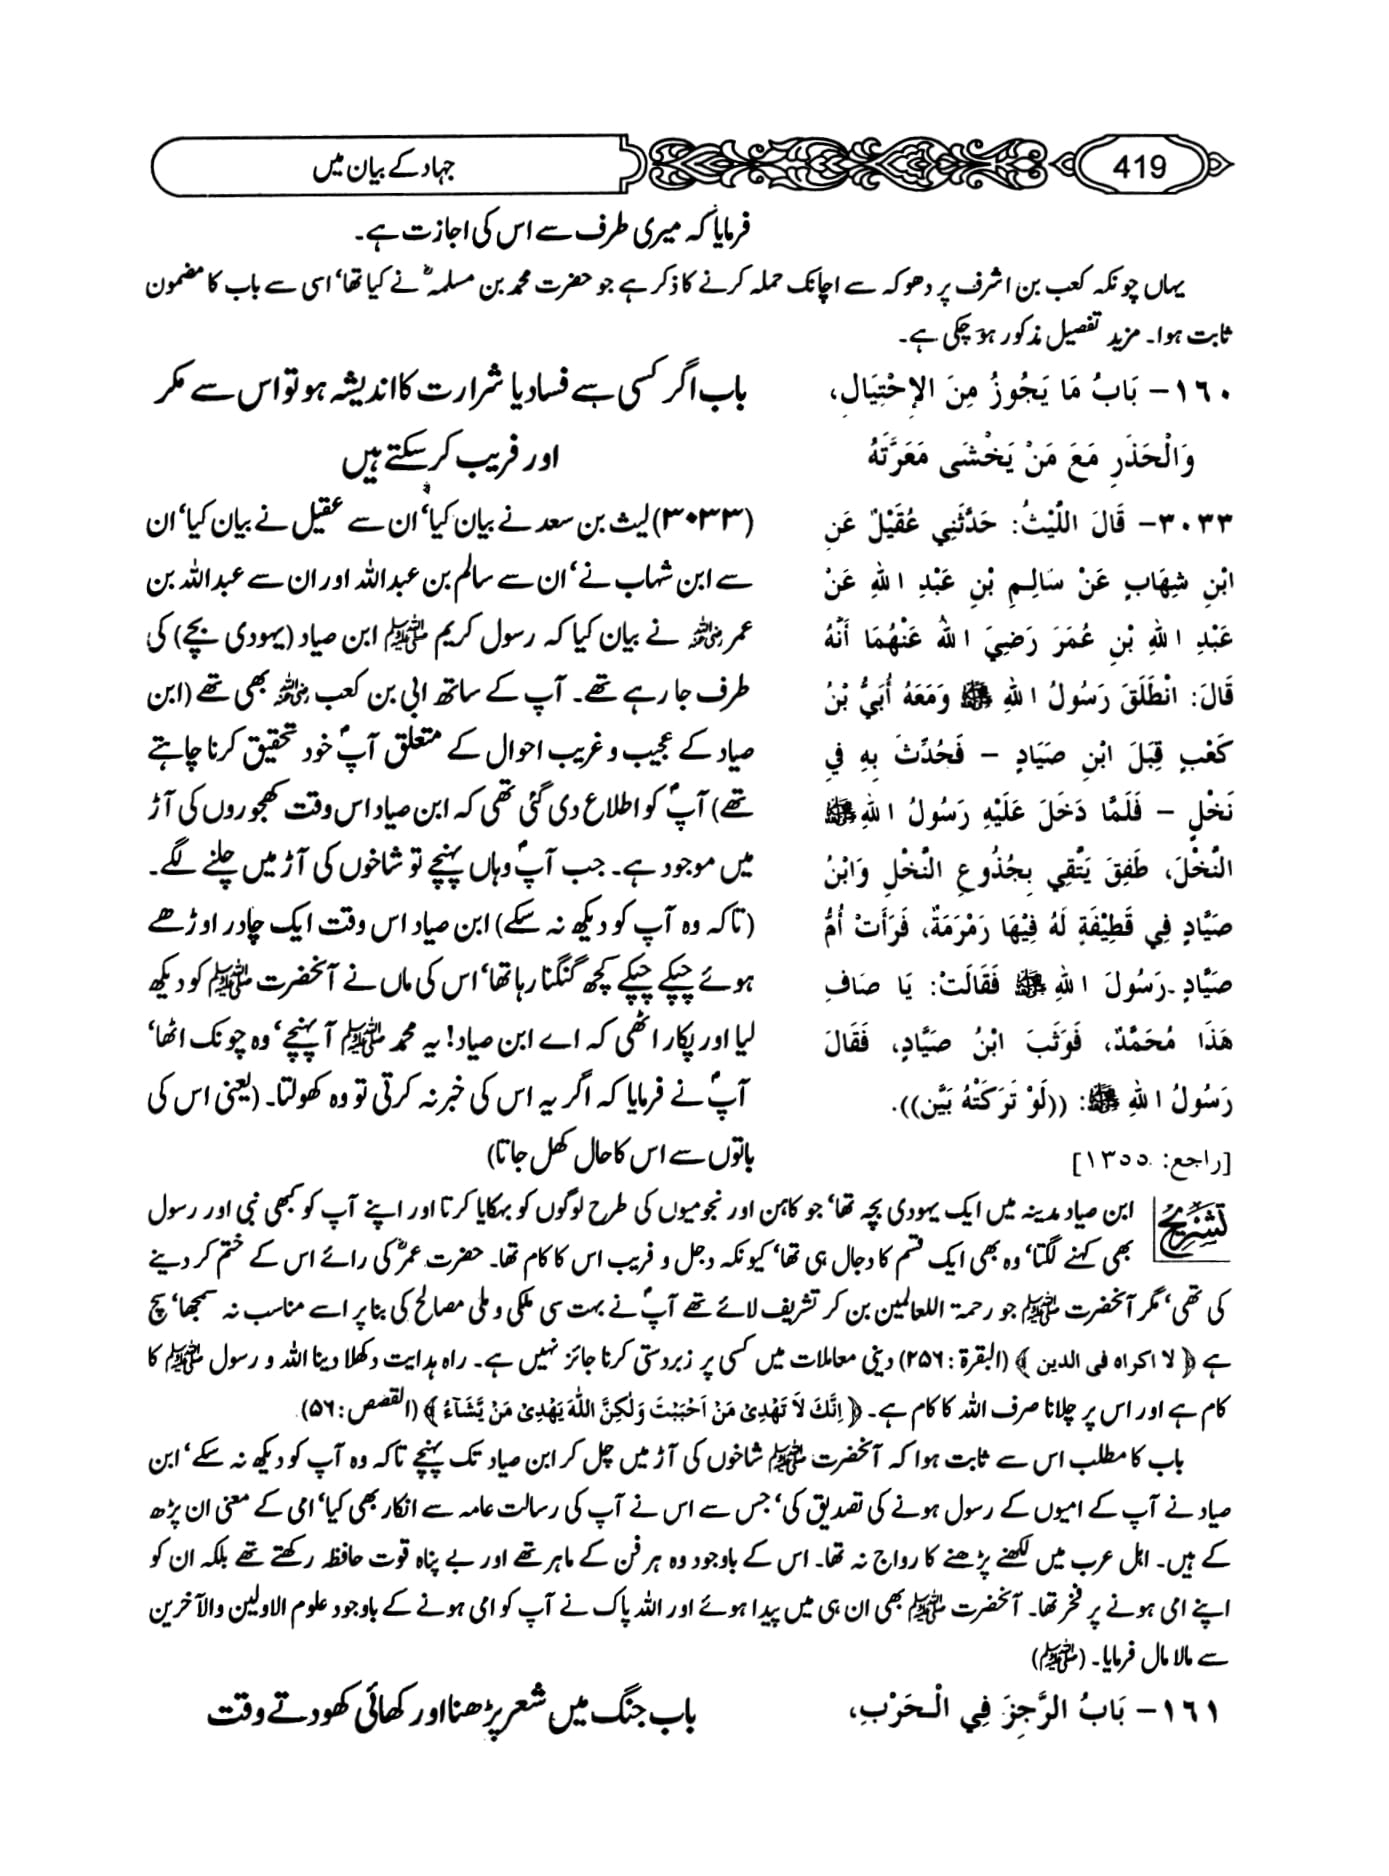 419
جہاد کے بیان میں
فرمایا کہ میری طرف سے اس کی اجازت ہے۔
یہاں چونکہ کعب بن اشرف پر دھوکہ سے اچانک حملہ کرنے کا ذکر ہے جو حضرت محمد بن مسلمہؓ نے کیا تھا‘ اسی سے باب کا مضمون
ثابت ہوا۔ مزید تفصیل مذکور ہو چکی ہے۔
١٦٠– بَابُ مَا يَجُوزُ مِنَ الإِحْتِيَالِ،
وَالْحَذَرِ مَعَ مَنْ يَخْشَى مَعَرَّتَهُ
٣٠٣٣– قَالَ اللَّيْثُ: حَدَّثَنِي عُقَيْلٌ عَنِ
ابْنِ شِهَابٍ عَنْ سَالِمِ بْنِ عَبْدِ اللهِ عَنْ
عَبْدِ اللهِ بْنِ عُمَرَ رَضِيَ اللهُ عَنْهُمَا أَنَّهُ
قَالَ: انْطَلَقَ رَسُولُ اللهِ ﷺ وَمَعَهُ أُبَيُّ بْنُ
كَعْبٍ قِبَلَ ابْنِ صَيَادٍ – فَحُدِّثَ بِهِ فِي
نَخْلٍ – فَلَمَّا دَخَلَ عَلَيْهِ رَسُولُ اللهِ ﷺ
النَّخْلَ، طَفِقَ يَتَّقِي بِجُذُوعِ النَّخْلِ وَابْنُ
صَيَّادٍ فِي قَطِيْفَةٍ لَهُ فِيْهَا رَمْرَمَةٌ، فَرَأَتْ أُمُّ
صَيَّادٍ رَسُولَ اللهِ ﷺ فَقَالَتْ: يَا صَافِ
هَذَا مُحَمَّدٌ، فَوَثَبَ ابْنُ صَيَّادٍ، فَقَالَ
رَسُولُ اللهِ ﷺ: ((لَوْ تَرَكَتْهُ بَيَّن)).
[راجع: ١٣٥٥]
باب اگر کسی سے فساد یا شرارت کا اندیشہ ہو تو اس سے مکر
اور فریب کر سکتے ہیں
(۳۰۳۳) لیث بن سعد نے بیان کیا‘ ان سے عقیل نے بیان کیا‘ ان
سے ابن شہاب نے‘ ان سے سالم بن عبداللہ اور ان سے عبداللہ بن
عمر رضی اللہ عنہ نے بیان کیا کہ رسول کریم ﷺ ابن صیاد (یہودی بچے) کی
طرف جا رہے تھے۔ آپ کے ساتھ ابی بن کعب رضی اللہ عنہ بھی تھے (ابن
صیاد کے عجیب و غریب احوال کے متعلق آپؐ خود تحقیق کرنا چاہتے
تھے) آپؐ کو اطلاع دی گئی تھی کہ ابن صیاد اس وقت کھجوروں کی آڑ
میں موجود ہے۔ جب آپؐ وہاں پہنچے تو شاخوں کی آڑ میں چلنے لگے۔
(تاکہ وہ آپ کو دیکھ نہ سکے) ابن صیاد اس وقت ایک چادر اوڑھے
ہوئے چپکے چپکے کچھ گنگنا رہا تھا‘ اس کی ماں نے آنحضرت ﷺ کو دیکھ
لیا اور پکار اٹھی کہ اے ابن صیاد! یہ محمد ﷺ آ پہنچے‘ وہ چونک اٹھا‘
آپؐ نے فرمایا کہ اگر یہ اس کی خبر نہ کرتی تو وہ کھولتا۔ (یعنی اس کی
باتوں سے اس کا حال کھل جاتا)
تشریح ابن صیاد مدینہ میں ایک یہودی بچہ تھا‘ جو کاہن اور نجومیوں کی طرح لوگوں کو بہکایا کرتا اور اپنے آپ کو کبھی نبی اور رسول
بھی کہنے لگتا‘ وہ بھی ایک قسم کا دجال ہی تھا‘ کیونکہ دجل و فریب اس کا کام تھا۔ حضرت عمرؓ کی رائے اس کے ختم کر دینے
کی تھی‘ مگر آنحضرت ﷺ جو رحمۃ اللعالمین بن کر تشریف لائے تھے آپؐ نے بہت سی ملکی و ملی مصالح کی بنا پر اسے مناسب نہ سمجھا‘ سچ
ہے ﴿ لا اکراہ فی الدین ﴾ (البقرۃ : ۲۵۶) دینی معاملات میں کسی پر زبردستی کرنا جائز نہیں ہے۔ راہ ہدایت دکھلا دینا اللہ و رسول ﷺ کا
کام ہے اور اس پر چلانا صرف اللہ کا کام ہے۔ ﴿ اِنَّكَ لَا تَهْدِىْ مَنْ اَحْبَبْتَ وَلٰكِنَّ اللّٰهَ يَهْدِىْ مَنْ يَّشَآءُ ﴾ (القصص : ۵۶)
باب کا مطلب اس سے ثابت ہوا کہ آنحضرت ﷺ شاخوں کی آڑ میں چل کر ابن صیاد تک پہنچے تاکہ وہ آپ کو دیکھ نہ سکے‘ ابن
صیاد نے آپ کے امیوں کے رسول ہونے کی تصدیق کی‘ جس سے اس نے آپ کی رسالت عامہ سے انکار بھی کیا‘ امی کے معنی ان پڑھ
کے ہیں۔ اہل عرب میں لکھنے پڑھنے کا رواج نہ تھا۔ اس کے باوجود وہ ہر فن کے ماہر تھے اور بے پناہ قوت حافظہ رکھتے تھے بلکہ ان کو
اپنے امی ہونے پر فخر تھا۔ آنحضرت ﷺ بھی ان ہی میں پیدا ہوئے اور اللہ پاک نے آپ کو امی ہونے کے باوجود علوم الاولین والآخرین
سے مالا مال فرمایا۔ (ﷺ)
١٦١– بَابُ الرَّجِزَ فِي الْحَرْبِ،
باب جنگ میں شعر پڑھنا اور کھائی کھودتے وقت